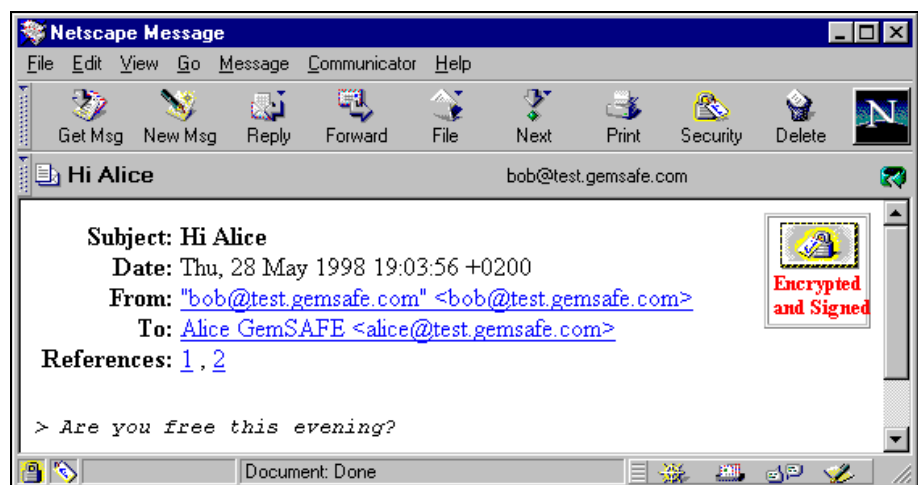 Netscape Message
File Edit View Go Message Communicator Help
Get Msg New Msg Reply Forward File Next Print Security Delete N
Hi Alice bob@test.gemsafe.com
Subject: Hi Alice
Date: Thu, 28 May 1998 19:03:56 +0200
From: "bob@test.gemsafe.com" <bob@test.gemsafe.com>
To: Alice GemSAFE <alice@test.gemsafe.com>
References: 1 , 2
Encrypted
and Signed
> Are you free this evening?
Document: Done